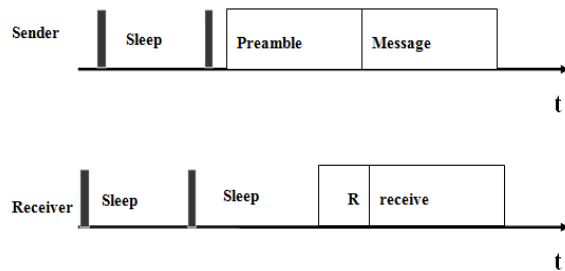 Sender
Sleep
Preamble
Message
t
Receiver
Sleep
Sleep
R
receive
t